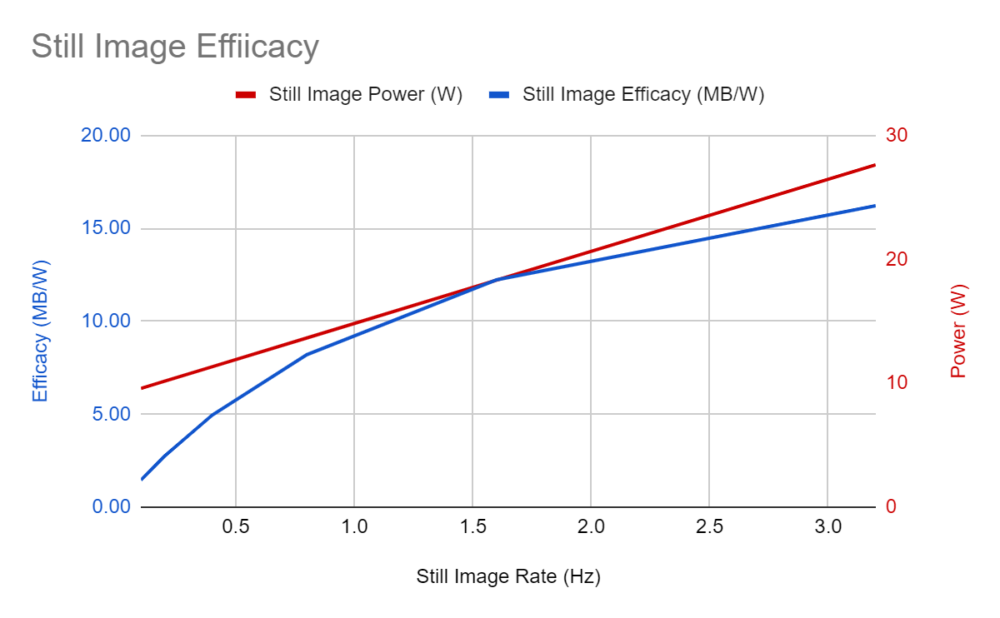 Still Image Effiicacy
Still Image Power (W)
Still Image Efficacy (MB/W)
20.00
15.00
10.00
5.00
0.00
Efficacy (MB/W)
30
20
10
0
Power (W)
0.5
1.0
1.5
2.0
2.5
3.0
Still Image Rate (Hz)